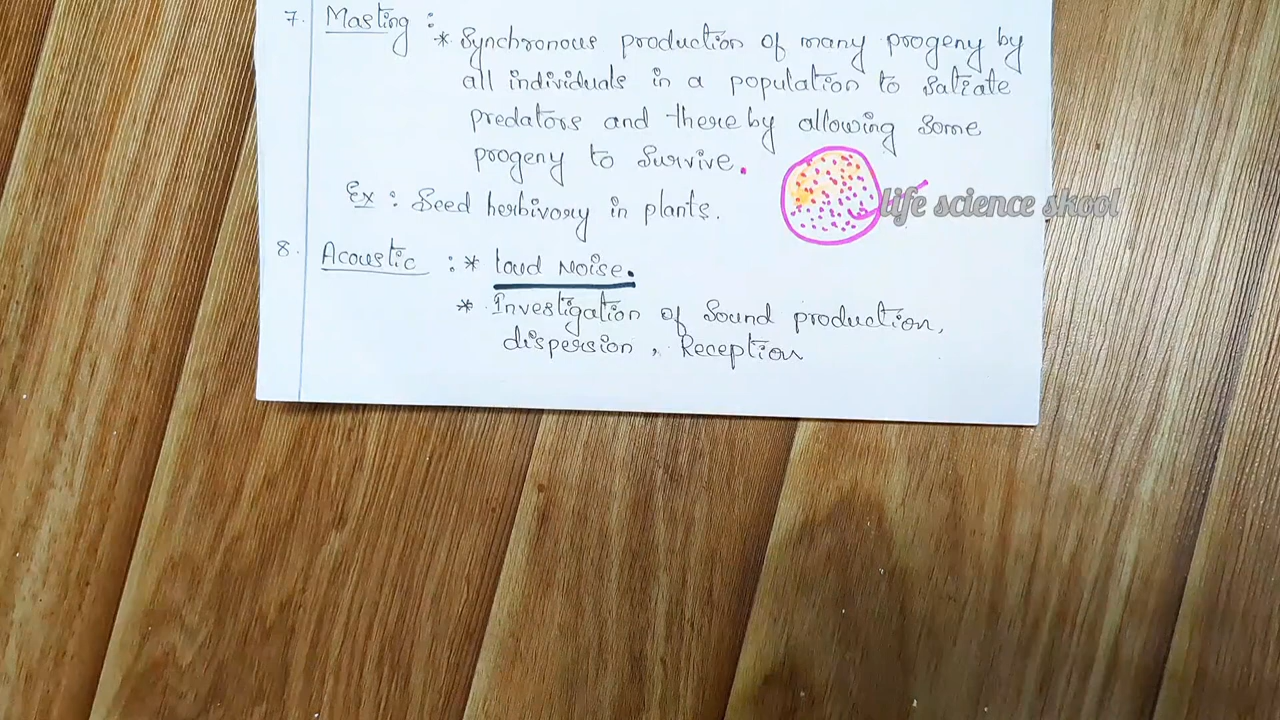 7. Masting :
* Synchronous production of many progeny by
all individuals in a population to Satiate
predators and thereby allowing Some
progeny to Survive.
Ex : Seed herbivory in plants.
life science skool
8. Acoustic : * loud Noise.
* Investigation of Sound production,
dispersion , Reception